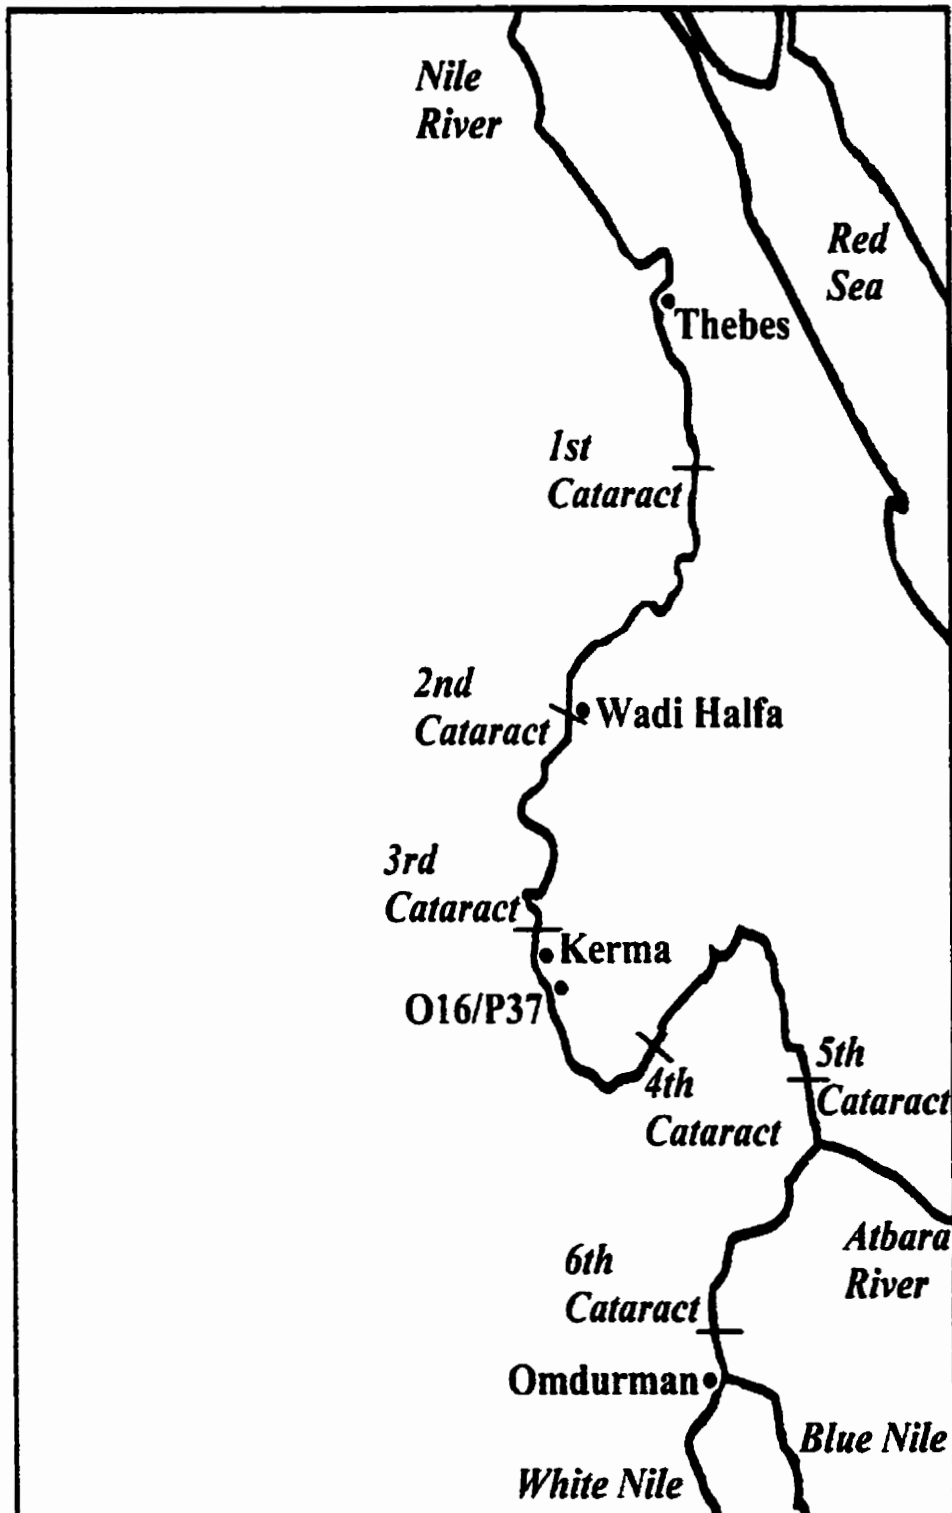 Nile
River
Red
Sea
Thebes
1st
Cataract
2nd
Cataract
Wadi Halfa
3rd
Cataract
Kerma
O16/P37
4th
Cataract
5th
Cataract
Atbara
River
6th
Cataract
Omdurman
Blue Nile
White Nile